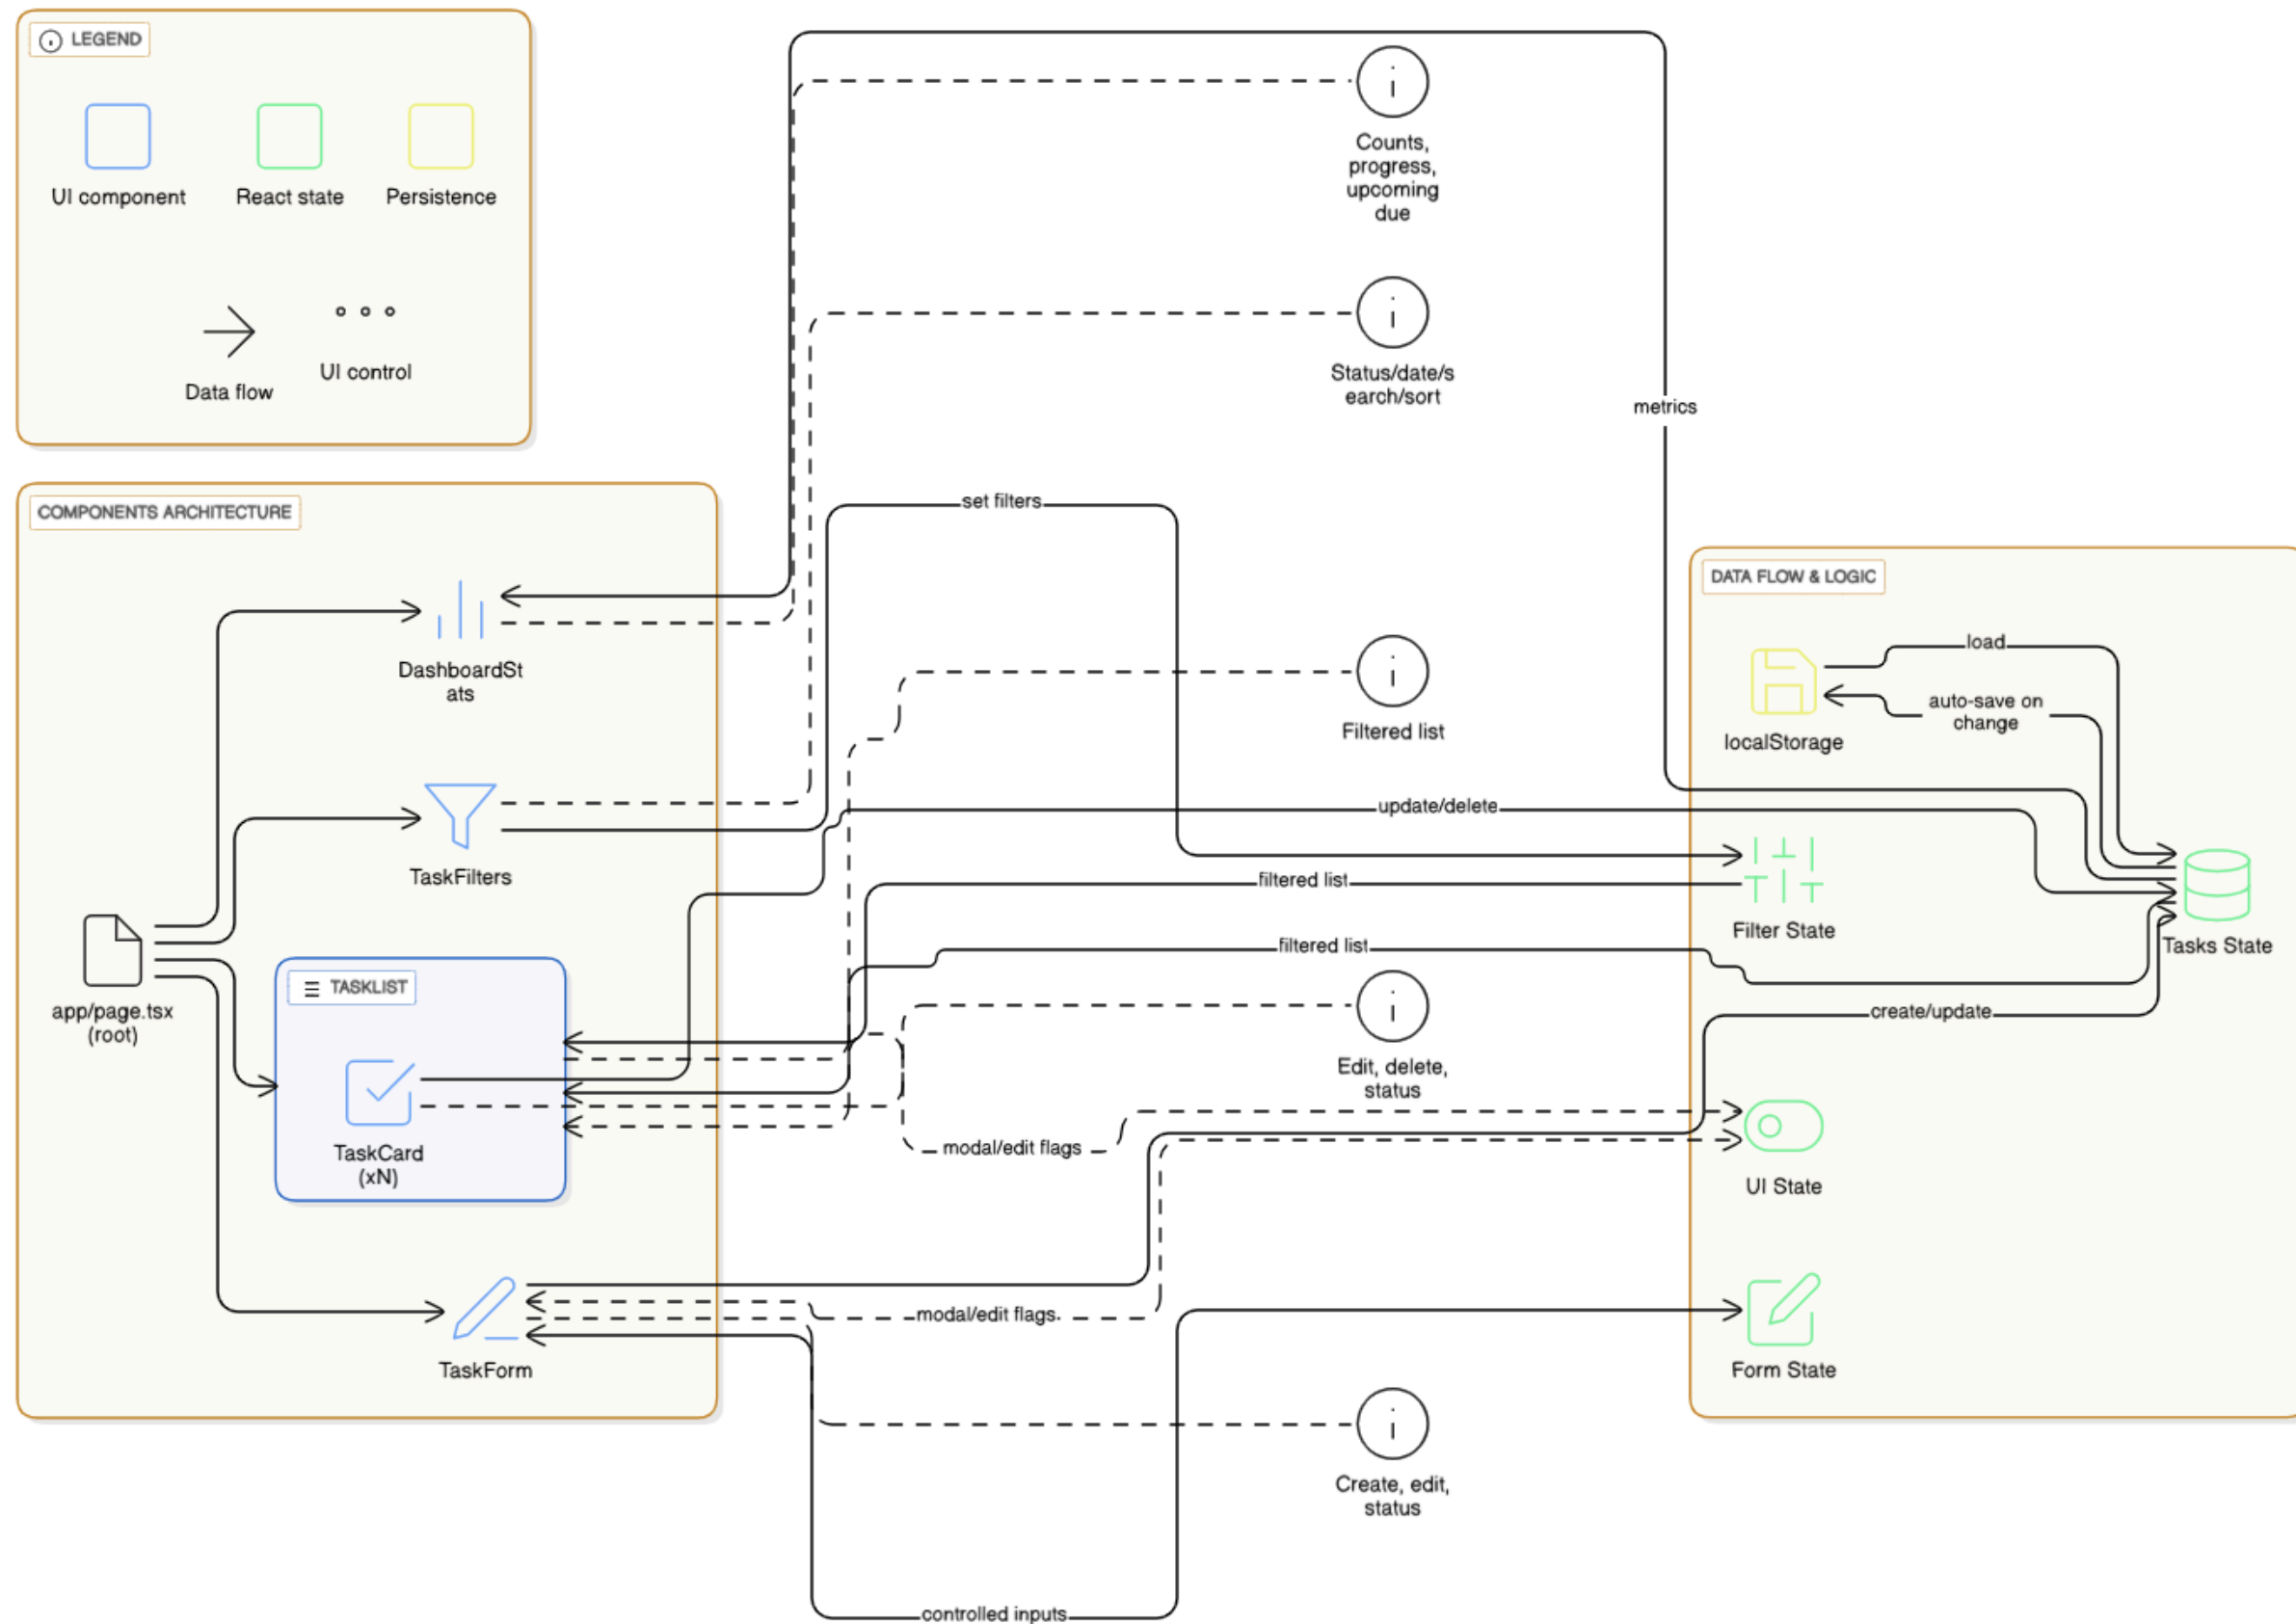 LEGEND
UI component
React state
Persistence
Data flow
UI control
Counts,
progress,
upcoming
due
Status/date/s
earch/sort
metrics
COMPONENTS ARCHITECTURE
set filters
DATA FLOW & LOGIC
DashboardSt
ats
Filtered list
load
auto-save on
change
localStorage
TaskFilters
update/delete
filtered list
Filter State
Tasks State
filtered list
app/page.tsx
(root)
TASKLIST
TaskCard
(xN)
Edit, delete,
status
create/update
modal/edit flags
UI State
TaskForm
modal/edit flags
Form State
Create, edit,
status
controlled inputs